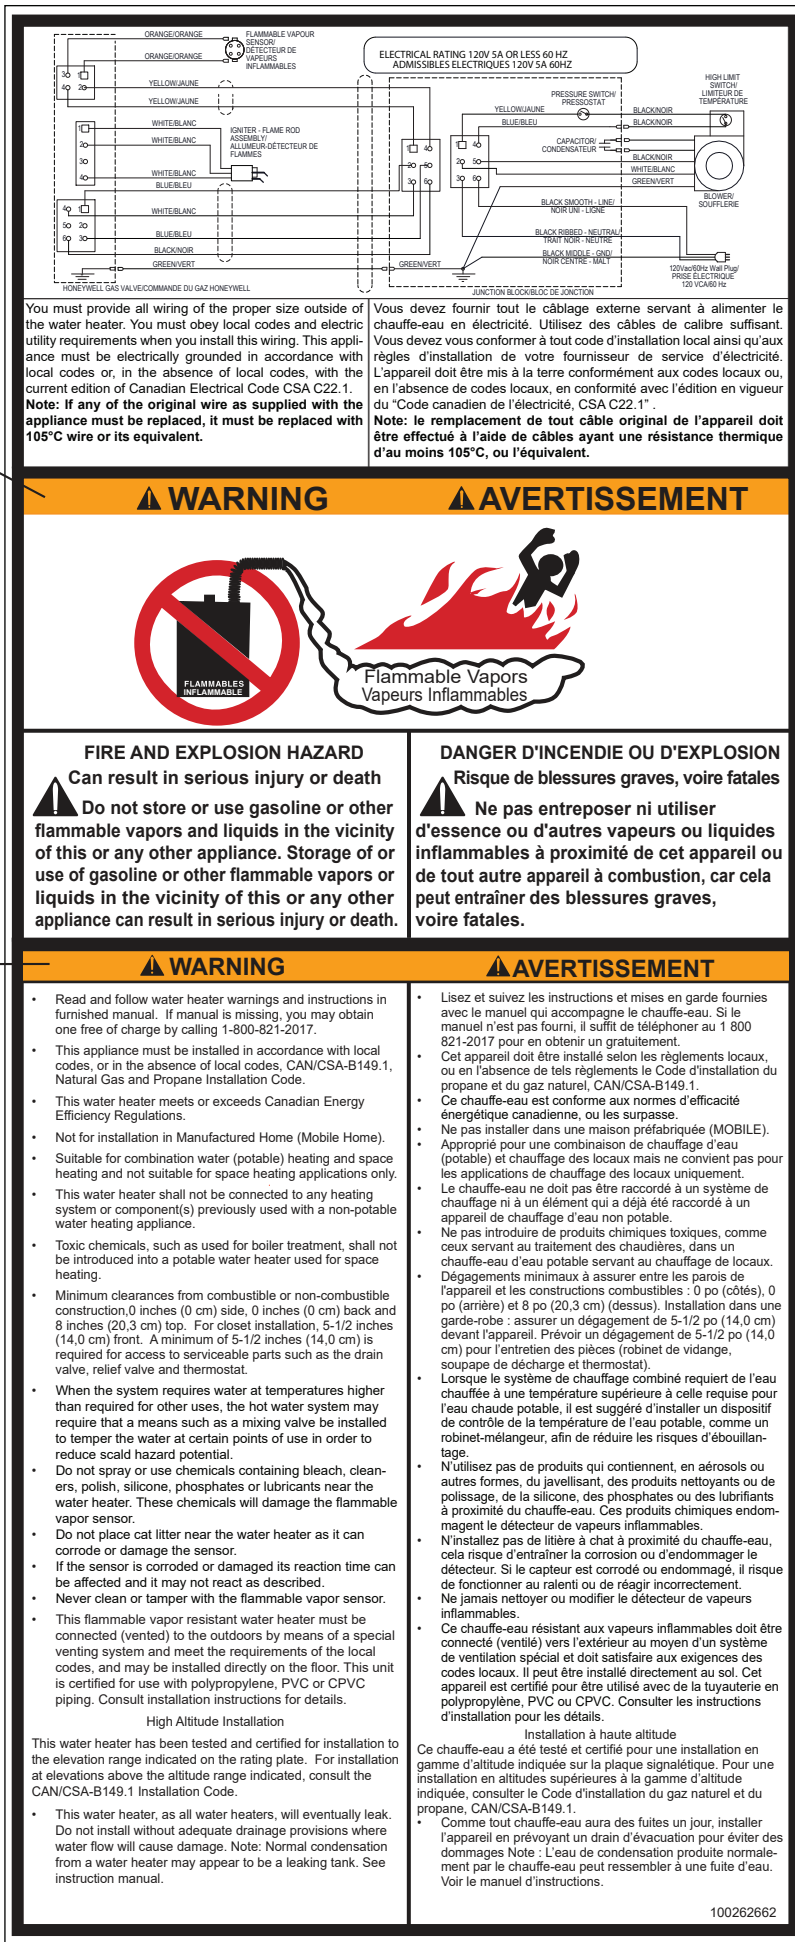 ORANGE/ORANGE
FLAMMABLE VAPOUR
SENSOR/
DÉTECTEUR DE
VAPEURS
INFLAMMABLES
ORANGE/ORANGE
ELECTRICAL RATING 120V 5A OR LESS 60 HZ
ADMISSIBLES ELECTRIQUES 120V 5A 60HZ
3 1
4 2
YELLOW/JAUNE
YELLOW/JAUNE
WHITE/BLANC
WHITE/BLANC
IGNITER - FLAME ROD
ASSEMBLY/
ALLUMEUR-DÉTECTEUR DE
FLAMMES
1
2
3
4
WHITE/BLANC
BLUE/BLEU
WHITE/BLANC
BLUE/BLEU
BLACK/NOIR
4 1
5 2
6 3
GREEN/VERT
GREEN/VERT
HONEYWELL GAS VALVE/COMMANDE DU GAZ HONEYWELL
1 4
2 5
3 6
PRESSURE SWITCH/
PRESSOSTAT
HIGH LIMIT
SWITCH/
LIMITEUR DE
TEMPÉRATURE
YELLOW/JAUNE
BLACK/NOIR
BLUE/BLEU
BLACK/NOIR
CAPACITOR/
CONDENSATEUR
1 4
2 5
3 6
BLACK/NOIR
WHITE/BLANC
GREEN/VERT
BLOWER/
SOUFFLERIE
BLACK SMOOTH - LINE/
NOIR UNI - LIGNE
BLACK RIBBED - NEUTRAL/
TRAIT NOIR - NEUTRE
BLACK MIDDLE - GND/
NOIR CENTRE - MALT
120Vac/60Hz Wall Plug/
PRISE ÉLECTRIQUE
120 VCA/60 Hz
JUNCTION BLOCK/BLOC DE JONCTION
You must provide all wiring of the proper size outside of
the water heater. You must obey local codes and electric
utility requirements when you install this wiring. This appli-
ance must be electrically grounded in accordance with
local codes or, in the absence of local codes, with the
current edition of Canadian Electrical Code CSA C22.1.
Note: If any of the original wire as supplied with the
appliance must be replaced, it must be replaced with
105°C wire or its equivalent.
Vous devez fournir tout le câblage externe servant à alimenter le
chauffe-eau en électricité. Utilisez des câbles de calibre suffisant.
Vous devez vous conformer à tout code d'installation local ainsi qu'aux
règles d'installation de votre fournisseur de service d'électricité.
L'appareil doit être mis à la terre conformément aux codes locaux ou,
en l'absence de codes locaux, en conformité avec l'édition en vigueur
du “Code canadien de l'électricité, CSA C22.1” .
Note: le remplacement de tout câble original de l'appareil doit
être effectué à l'aide de câbles ayant une résistance thermique
d'au moins 105°C, ou l'équivalent.
WARNING
AVERTISSEMENT
FLAMMABLES
INFLAMMABLE
Flammable Vapors
Vapeurs Inflammables
FIRE AND EXPLOSION HAZARD
Can result in serious injury or death
Do not store or use gasoline or other
flammable vapors and liquids in the vicinity
of this or any other appliance. Storage of or
use of gasoline or other flammable vapors or
liquids in the vicinity of this or any other
appliance can result in serious injury or death.
DANGER D'INCENDIE OU D'EXPLOSION
Risque de blessures graves, voire fatales
Ne pas entreposer ni utiliser
d'essence ou d'autres vapeurs ou liquides
inflammables à proximité de cet appareil ou
de tout autre appareil à combustion, car cela
peut entraîner des blessures graves,
voire fatales.
WARNING
• Read and follow water heater warnings and instructions in
furnished manual. If manual is missing, you may obtain
one free of charge by calling 1-800-821-2017.
• This appliance must be installed in accordance with local
codes, or in the absence of local codes, CAN/CSA-B149.1,
Natural Gas and Propane Installation Code.
• This water heater meets or exceeds Canadian Energy
Efficiency Regulations.
• Not for installation in Manufactured Home (Mobile Home).
• Suitable for combination water (potable) heating and space
heating and not suitable for space heating applications only.
• This water heater shall not be connected to any heating
system or component(s) previously used with a non-potable
water heating appliance.
• Toxic chemicals, such as used for boiler treatment, shall not
be introduced into a potable water heater used for space
heating.
• Minimum clearances from combustible or non-combustible
construction,0 inches (0 cm) side, 0 inches (0 cm) back and
8 inches (20,3 cm) top. For closet installation, 5-1/2 inches
(14,0 cm) front. A minimum of 5-1/2 inches (14,0 cm) is
required for access to serviceable parts such as the drain
valve, relief valve and thermostat.
• When the system requires water at temperatures higher
than required for other uses, the hot water system may
require that a means such as a mixing valve be installed
to temper the water at certain points of use in order to
reduce scald hazard potential.
• Do not spray or use chemicals containing bleach, clean-
ers, polish, silicone, phosphates or lubricants near the
water heater. These chemicals will damage the flammable
vapor sensor.
• Do not place cat litter near the water heater as it can
corrode or damage the sensor.
• If the sensor is corroded or damaged its reaction time can
be affected and it may not react as described.
• Never clean or tamper with the flammable vapor sensor.
• This flammable vapor resistant water heater must be
connected (vented) to the outdoors by means of a special
venting system and meet the requirements of the local
codes, and may be installed directly on the floor. This unit
is certified for use with polypropylene, PVC or CPVC
piping. Consult installation instructions for details.
High Altitude Installation
This water heater has been tested and certified for installation to
the elevation range indicated on the rating plate. For installation
at elevations above the altitude range indicated, consult the
CAN/CSA-B149.1 Installation Code.
• This water heater, as all water heaters, will eventually leak.
Do not install without adequate drainage provisions where
water flow will cause damage. Note: Normal condensation
from a water heater may appear to be a leaking tank. See
instruction manual.
AVERTISSEMENT
• Lisez et suivez les instructions et mises en garde fournies
avec le manuel qui accompagne le chauffe-eau. Si le
manuel n'est pas fourni, il suffit de téléphoner au 1 800
821-2017 pour en obtenir un gratuitement.
• Cet appareil doit être installé selon les règlements locaux,
ou en l'absence de tels règlements le Code d'installation du
propane et du gaz naturel, CAN/CSA-B149.1.
• Ce chauffe-eau est conforme aux normes d'efficacité
énergétique canadienne, ou les surpasse.
• Ne pas installer dans une maison préfabriquée (MOBILE).
• Approprié pour une combinaison de chauffage d'eau
(potable) et chauffage des locaux mais ne convient pas pour
les applications de chauffage des locaux uniquement.
• Le chauffe-eau ne doit pas être raccordé à un système de
chauffage ni à un élément qui a déjà été raccordé à un
appareil de chauffage d'eau non potable.
• Ne pas introduire de produits chimiques toxiques, comme
ceux servant au traitement des chaudières, dans un
chauffe-eau d'eau potable servant au chauffage de locaux.
• Dégagements minimaux à assurer entre les parois de
l'appareil et les constructions combustibles : 0 po (côtés), 0
po (arrière) et 8 po (20,3 cm) (dessus). Installation dans une
garde-robe : assurer un dégagement de 5-1/2 po (14,0 cm)
devant l'appareil. Prévoir un dégagement de 5-1/2 po (14,0
cm) pour l'entretien des pièces (robinet de vidange,
soupape de décharge et thermostat).
• Lorsque le système de chauffage combiné requiert de l'eau
chauffée à une température supérieure à celle requise pour
l'eau chaude potable, il est suggéré d'installer un dispositif
de contrôle de la température de l'eau potable, comme un
robinet-mélangeur, afin de réduire les risques d'ébouillan-
tage.
• N'utilisez pas de produits qui contiennent, en aérosols ou
autres formes, du javellisant, des produits nettoyants ou de
polissage, de la silicone, des phosphates ou des lubrifiants
à proximité du chauffe-eau. Ces produits chimiques endom-
magent le détecteur de vapeurs inflammables.
• N'installez pas de litière à chat à proximité du chauffe-eau,
cela risque d'entraîner la corrosion ou d'endommager le
détecteur. Si le capteur est corrodé ou endommagé, il risque
de fonctionner au ralenti ou de réagir incorrectement.
• Ne jamais nettoyer ou modifier le détecteur de vapeurs
inflammables.
• Ce chauffe-eau résistant aux vapeurs inflammables doit être
connecté (ventilé) vers l'extérieur au moyen d'un système
de ventilation spécial et doit satisfaire aux exigences des
codes locaux. Il peut être installé directement au sol. Cet
appareil est certifié pour être utilisé avec de la tuyauterie en
polypropylène, PVC ou CPVC. Consulter les instructions
d'installation pour les détails.
Installation à haute altitude
Ce chauffe-eau a été testé et certifié pour une installation en
gamme d'altitude indiquée sur la plaque signalétique. Pour une
installation en altitudes supérieures à la gamme d'altitude
indiquée, consulter le Code d'installation du gaz naturel et du
propane, CAN/CSA-B149.1.
• Comme tout chauffe-eau aura des fuites un jour, installer
l'appareil en prévoyant un drain d'évacuation pour éviter des
dommages Note : L'eau de condensation produite normale-
ment par le chauffe-eau peut ressembler à une fuite d'eau.
Voir le manuel d'instructions.
100262662